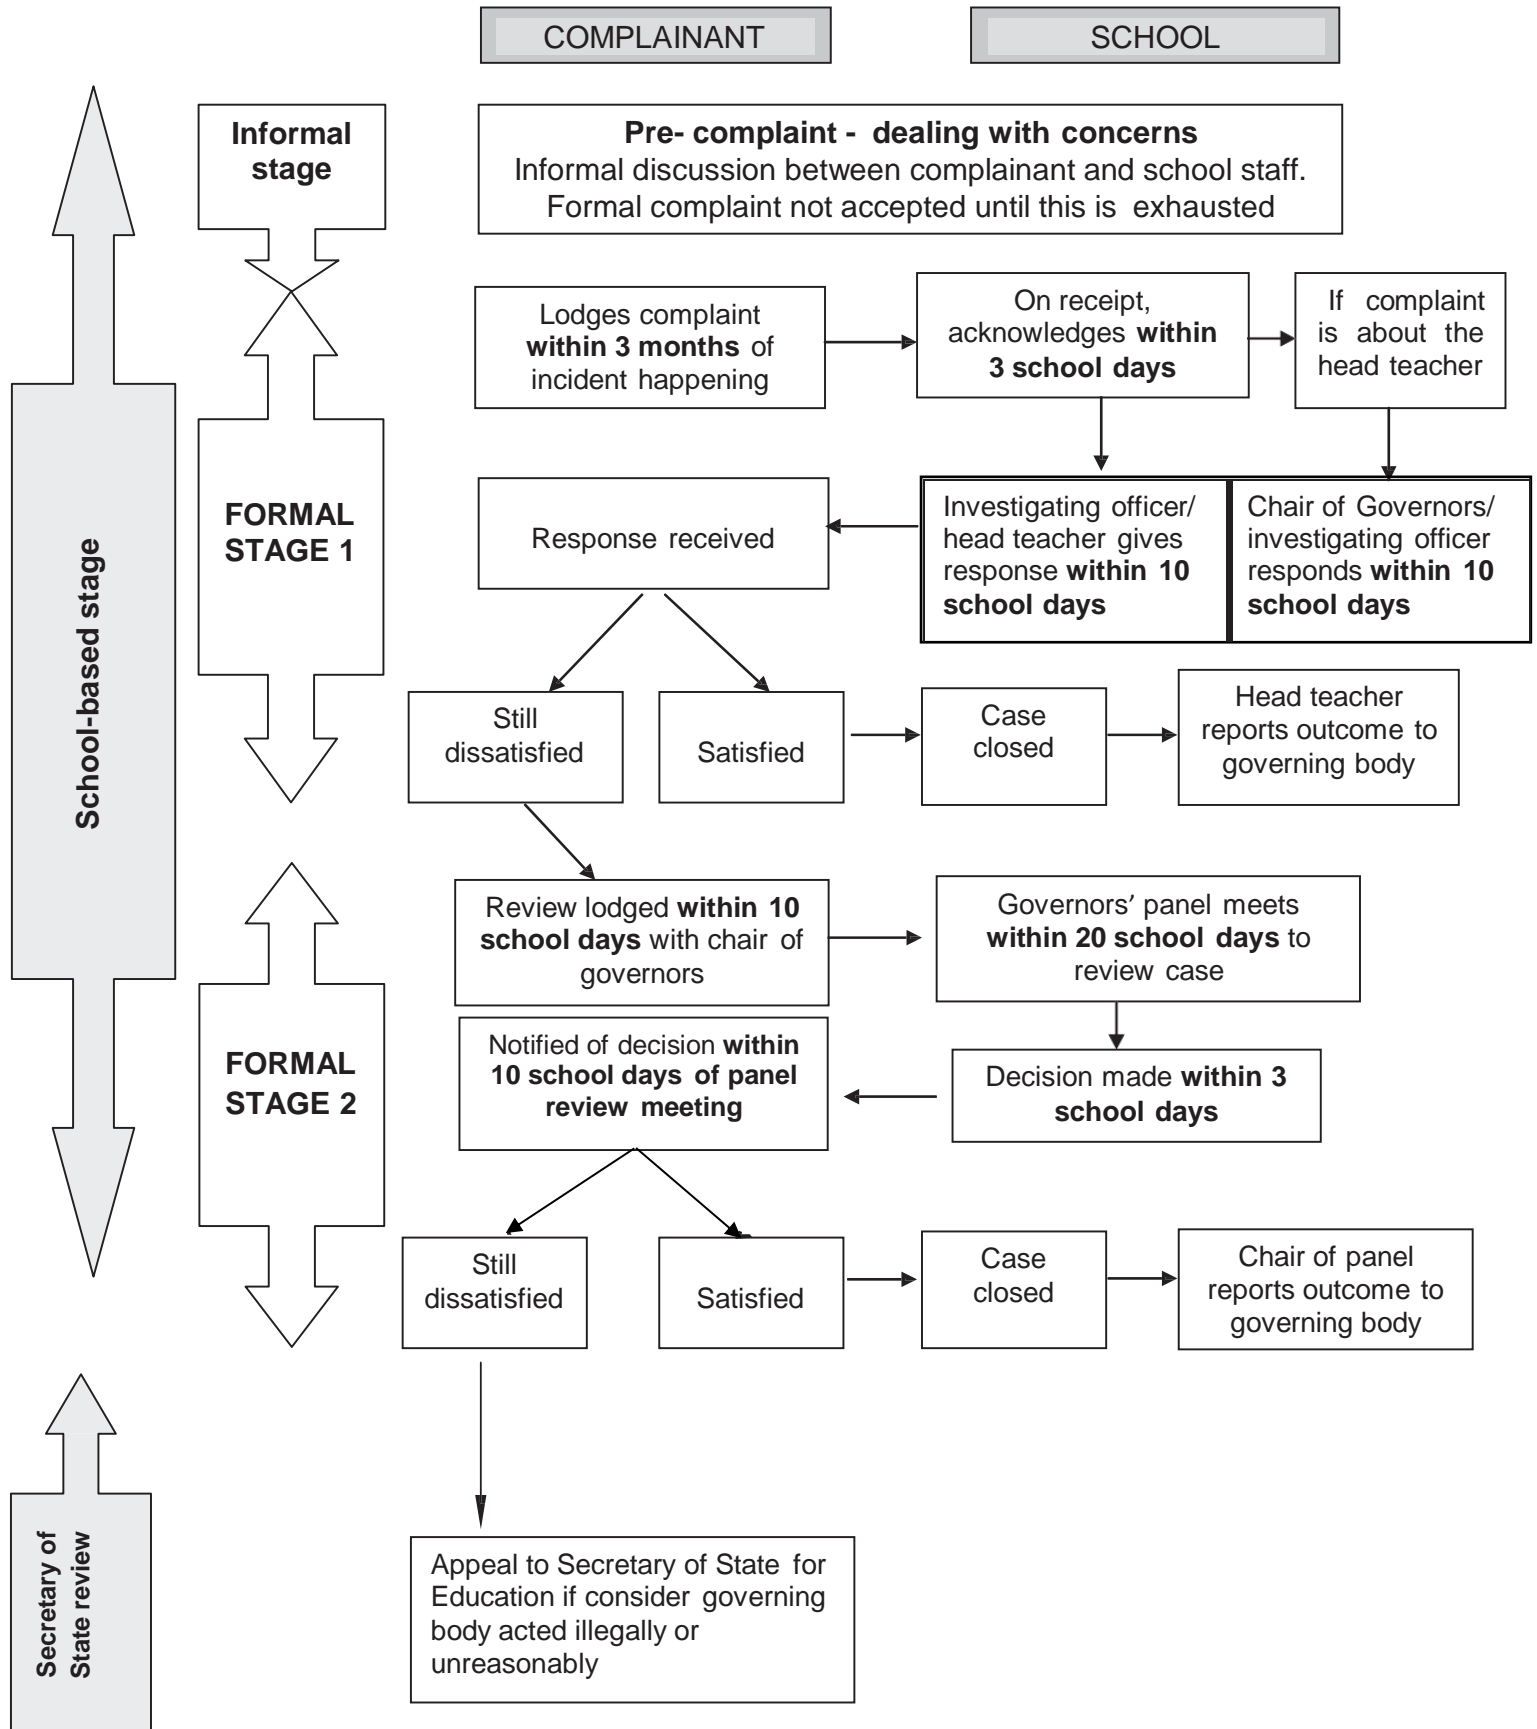 COMPLAINANT
SCHOOL
Informal
stage
Pre- complaint - dealing with concerns
Informal discussion between complainant and school staff.
Formal complaint not accepted until this is exhausted
Lodges complaint
within 3 months of
incident happening
On receipt,
acknowledges within
3 school days
If complaint
is about the
head teacher
School-based stage
FORMAL
STAGE 1
Response received
Investigating officer/
head teacher gives
response within 10
school days
Chair of Governors/
investigating officer
responds within 10
school days
Still
dissatisfied
Satisfied
Case
closed
Head teacher
reports outcome to
governing body
Review lodged within 10
school days with chair of
governors
Governors' panel meets
within 20 school days to
review case
FORMAL
STAGE 2
Notified of decision within
10 school days of panel
review meeting
Decision made within 3
school days
Still
dissatisfied
Satisfied
Case
closed
Chair of panel
reports outcome to
governing body
Secretary of
State review
Appeal to Secretary of State for
Education if consider governing
body acted illegally or
unreasonably